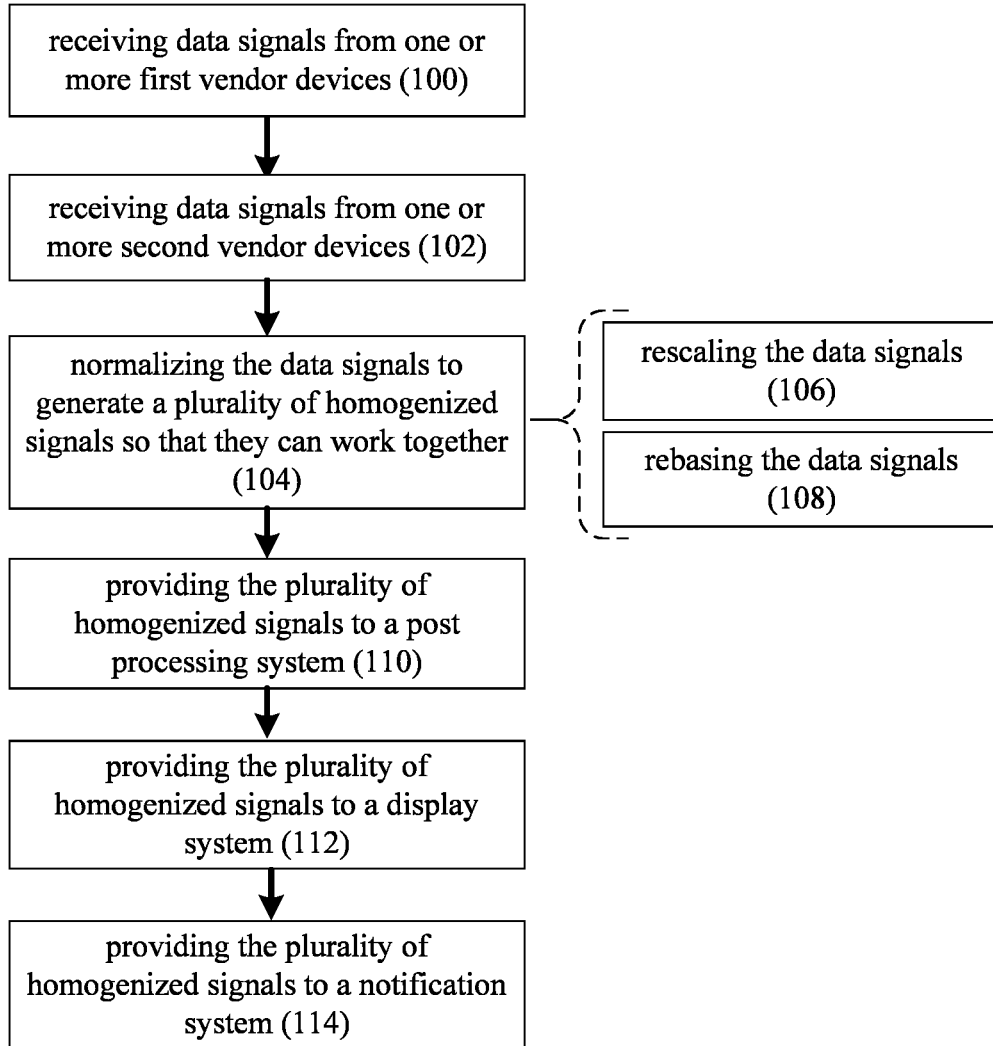 receiving data signals from one or
more first vendor devices (100)
receiving data signals from one or
more second vendor devices (102)
normalizing the data signals to
generate a plurality of homogenized
signals so that they can work together
(104)
rescaling the data signals
(106)
rebasing the data signals
(108)
providing the plurality of
homogenized signals to a post
processing system (110)
providing the plurality of
homogenized signals to a display
system (112)
providing the plurality of
homogenized signals to a notification
system (114)